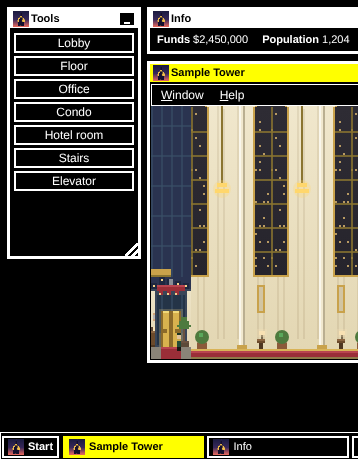 Tools
Lobby
Floor
Office
Condo
Hotel room
Stairs
Elevator
Info
Funds $2,450,000 Population 1,204
Sample Tower
Window Help
Start
Sample Tower
Info